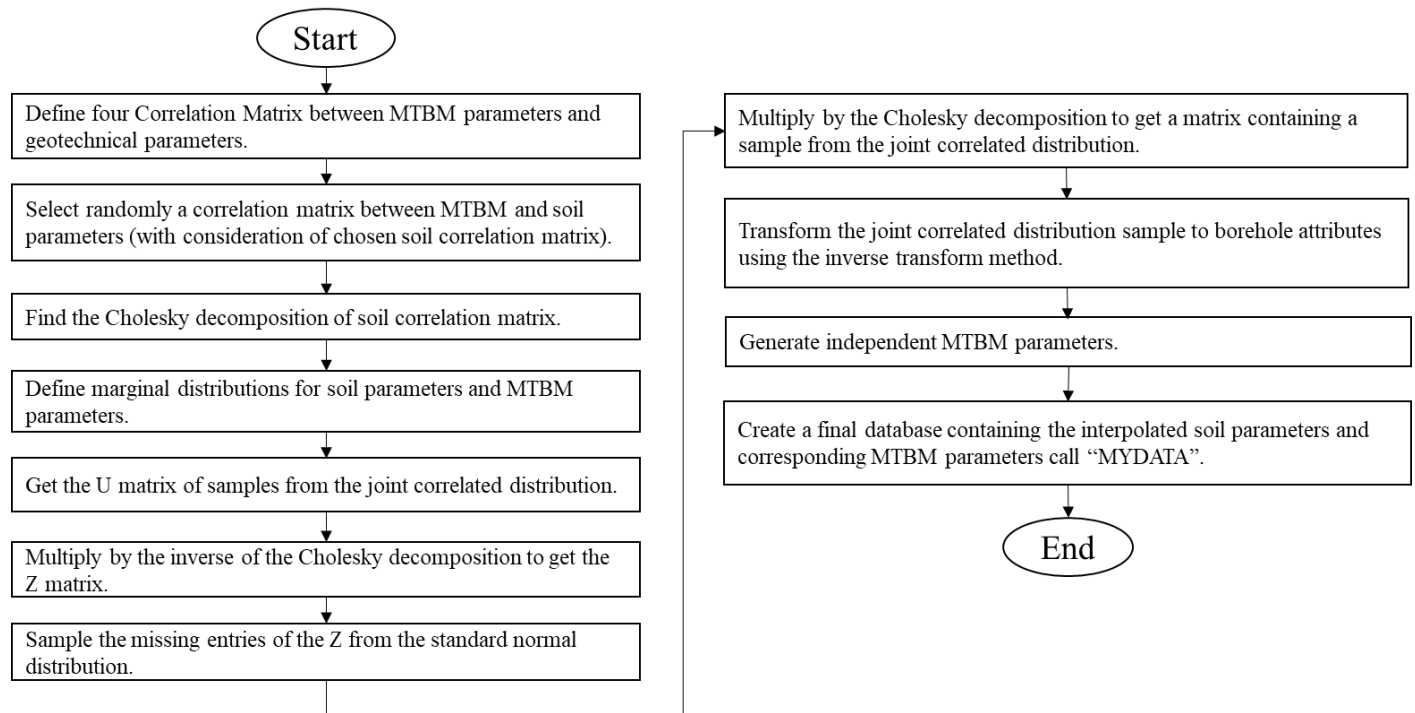 Start
Define four Correlation Matrix between MTBM parameters and
geotechnical parameters.
Select randomly a correlation matrix between MTBM and soil
parameters (with consideration of chosen soil correlation matrix).
Find the Cholesky decomposition of soil correlation matrix.
Define marginal distributions for soil parameters and MTBM
parameters.
Get the U matrix of samples from the joint correlated distribution.
Multiply by the inverse of the Cholesky decomposition to get the
Z matrix.
Sample the missing entries of the Z from the standard normal
distribution.
Multiply by the Cholesky decomposition to get a matrix containing a
sample from the joint correlated distribution.
Transform the joint correlated distribution sample to borehole attributes
using the inverse transform method.
Generate independent MTBM parameters.
Create a final database containing the interpolated soil parameters and
corresponding MTBM parameters call “MYDATA”.
End